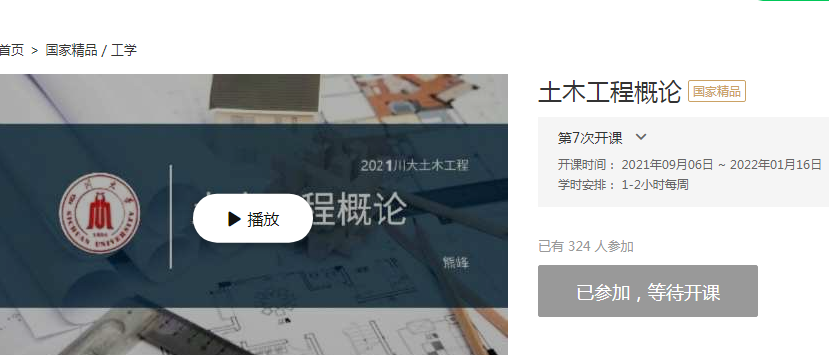 首页 > 国家精品 / 工学
土木工程概论 国家精品
第7次开课
开课时间： 2021年09月06日 ~ 2022年01月16日
学时安排： 1-2小时每周
已有 324 人参加
已参加，等待开课
2021川大土木工程
程概论
播放
熊峰
SICHUAN UNIVERSITY